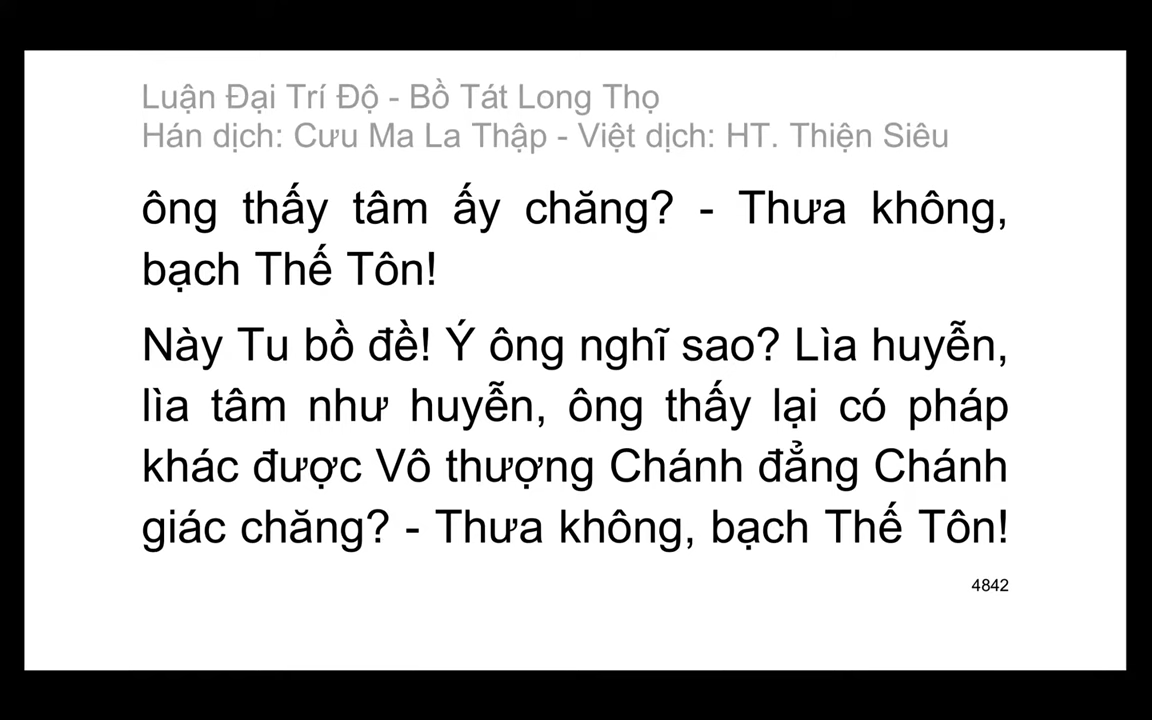 Luận Đại Trí Độ - Bồ Tát Long Thọ
Hán dịch: Cưu Ma La Thập - Việt dịch: HT. Thiện Siêu
ông thấy tâm ấy chăng? - Thưa không,
bạch Thế Tôn!
Này Tu bồ đề! Ý ông nghĩ sao? Lìa huyễn,
lìa tâm như huyễn, ông thấy lại có pháp
khác được Vô thượng Chánh đẳng Chánh
giác chăng? - Thưa không, bạch Thế Tôn!
4842